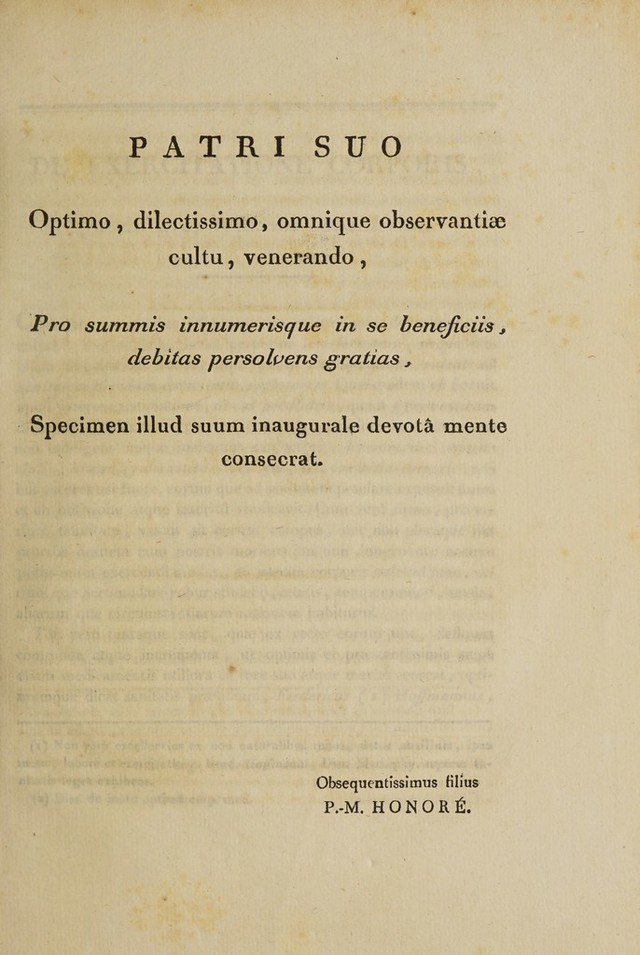 PATRI SUO
Optimo, dilectissimo, omnique observantiæ
cultu, venerando,
Pro summis innumerisque in se beneficiis,
debitas persolvens gratias,
Specimen illud suum inaugurale devotâ mente
consecrat.
Obsequentissimus filius
P.-M. HONORÉ.